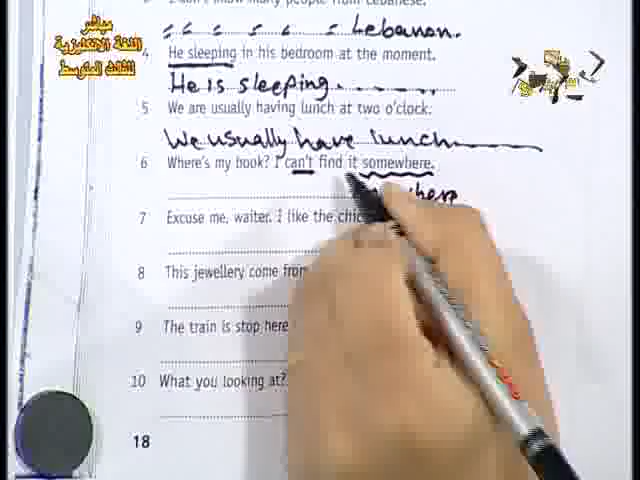 I don't know many people from Lebanese.
مباشر
اللغة الانكليزية
للثالث المتوسط
Lebanon.
4 He sleeping in his bedroom at the moment.
He is sleeping
5 We are usually having lunch at two o'clock.
We usually have lunch
6 Where's my book? I can't find it somewhere.
7 Excuse me, waiter. I like the
8 This jewellery come from
9 The train is stop here
10 What you looking at?
18